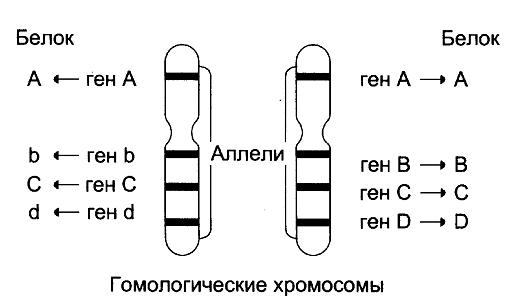 Белок Белок
A ← ген A ген A → A
b ← ген b Аллели ген B → B
C ← ген C ген C → C
d ← ген d ген D → D
Гомологические хромосомы